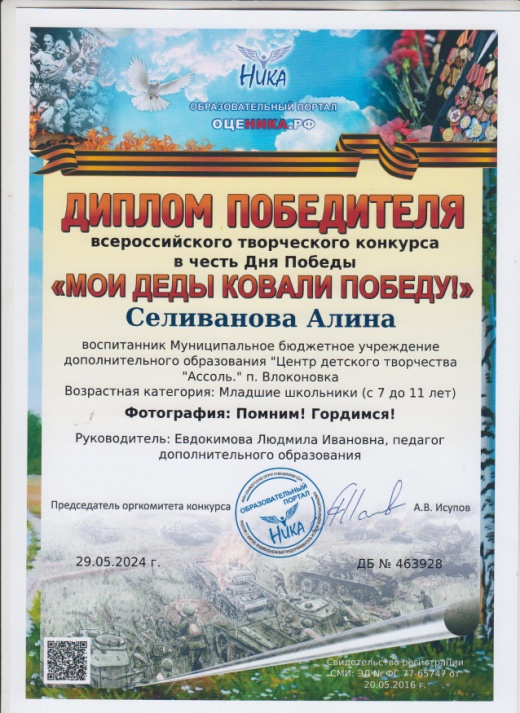 НИКА
ОБРАЗОВАТЕЛЬНЫЙ ПОРТАЛ
ОЦЕНИКА.РФ
ДИПЛОМ ПОБЕДИТЕЛЯ
всероссийского творческого конкурса
в честь Дня Победы
«МОИ ДЕДЫ КОВАЛИ ПОБЕДУ!»
Селиванова Алина
воспитанник Муниципальное бюджетное учреждение
дополнительного образования "Центр детского творчества
"Ассоль." п. Влоконовка
Возрастная категория: Младшие школьники (с 7 до 11 лет)
Фотография: Помним! Гордимся!
Руководитель: Евдокимова Людмила Ивановна, педагог
дополнительного образования
ОБРАЗОВАТЕЛЬНЫЙ
ПОРТАЛ
НИКА
Председатель оргкомитета конкурса
А.В. Исупов
29.05.2024 г.
ДБ № 463928
Свидетельство регистрации
СМИ: ЭЛ № ФС 77-65747 от
20.05.2016 г.